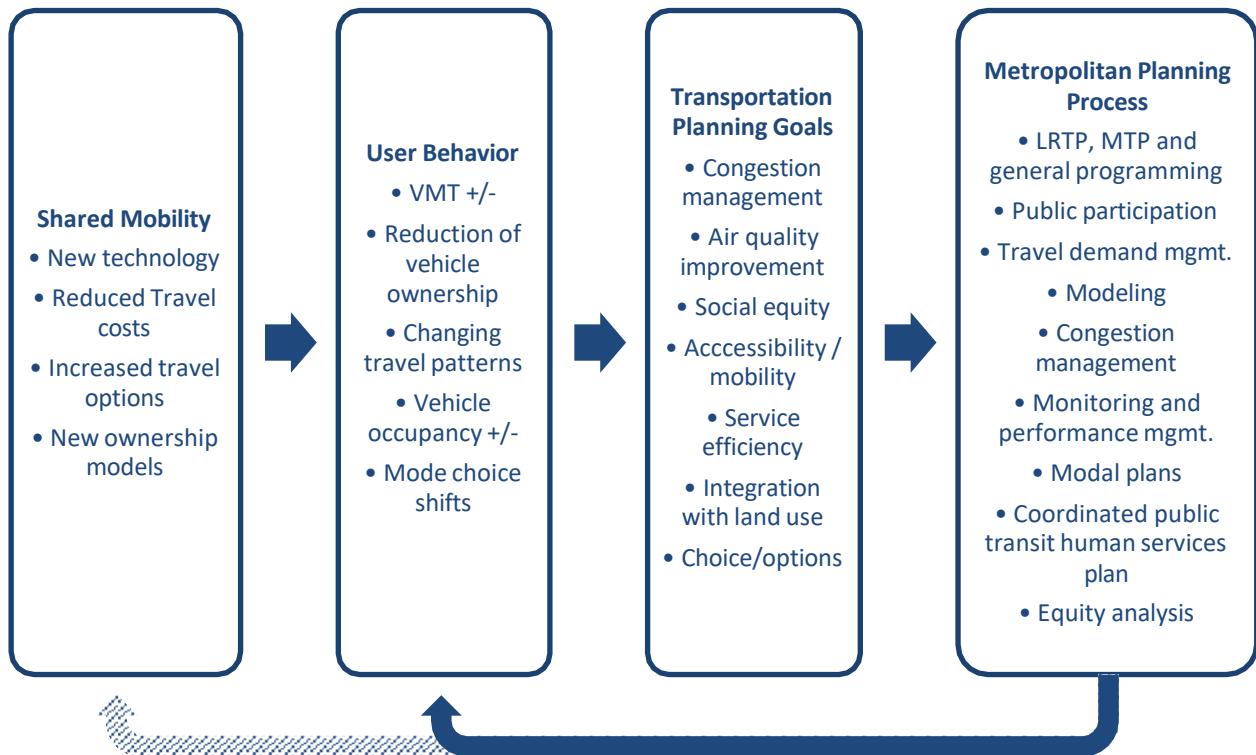 Shared Mobility
• New technology
• Reduced Travel
costs
• Increased travel
options
• New ownership
models
User Behavior
• VMT +/-
• Reduction of
vehicle
ownership
• Changing
travel patterns
• Vehicle
occupancy +/-
• Mode choice
shifts
Transportation
Planning Goals
• Congestion
management
• Air quality
improvement
• Social equity
• Acccessibility /
mobility
• Service
efficiency
• Integration
with land use
• Choice/options
Metropolitan Planning
Process
• LRTP, MTP and
general programming
• Public participation
• Travel demand mgmt.
• Modeling
• Congestion
management
• Monitoring and
performance mgmt.
• Modal plans
• Coordinated public
transit human services
plan
• Equity analysis